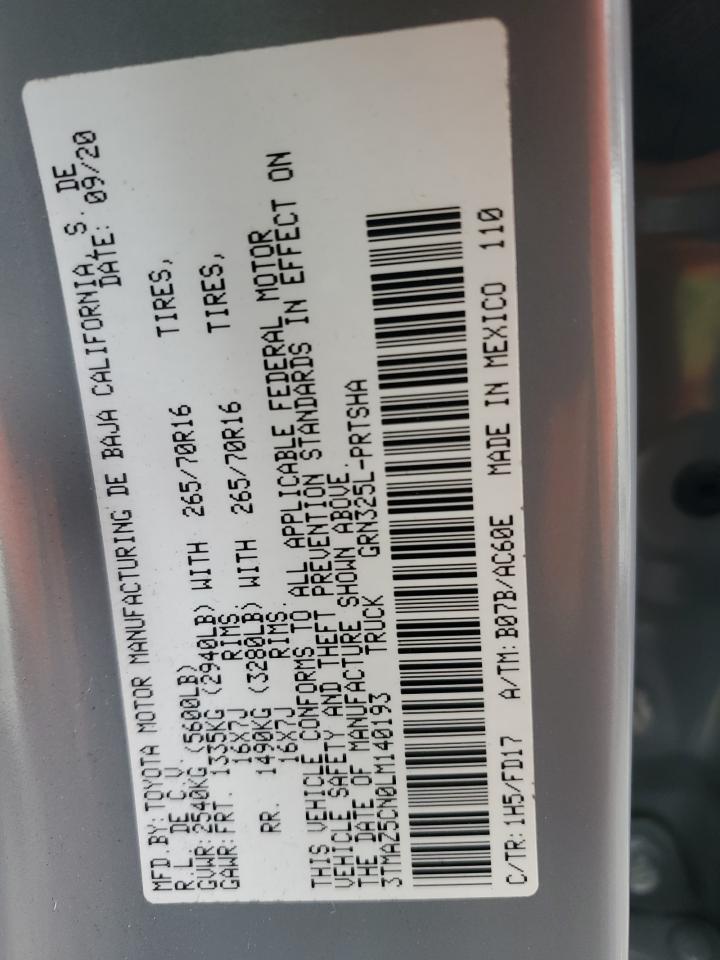 MFD.BY: TOYOTA MOTOR MANUFACTURING DE BAJA CALIFORNIA, S. DE
R.L. DE C.V. DATE: 09/20
GVWR: 2540KG (5600LB)
GAWR: FRT. 1335KG (2940LB) WITH 265/70R16 TIRES,
16X7J RIMS.
RR. 1490KG (3280LB) WITH 265/70R16 TIRES,
16X7J RIMS.
THIS VEHICLE CONFORMS TO ALL APPLICABLE FEDERAL MOTOR
VEHICLE SAFETY AND THEFT PREVENTION STANDARDS IN EFFECT ON
THE DATE OF MANUFACTURE SHOWN ABOVE.
3TMAZ5CN0LM140193 TRUCK GRN325L-PRTSHA
C/TR: 1H5/FD17 A/TM: B07B/AC60E MADE IN MEXICO 110